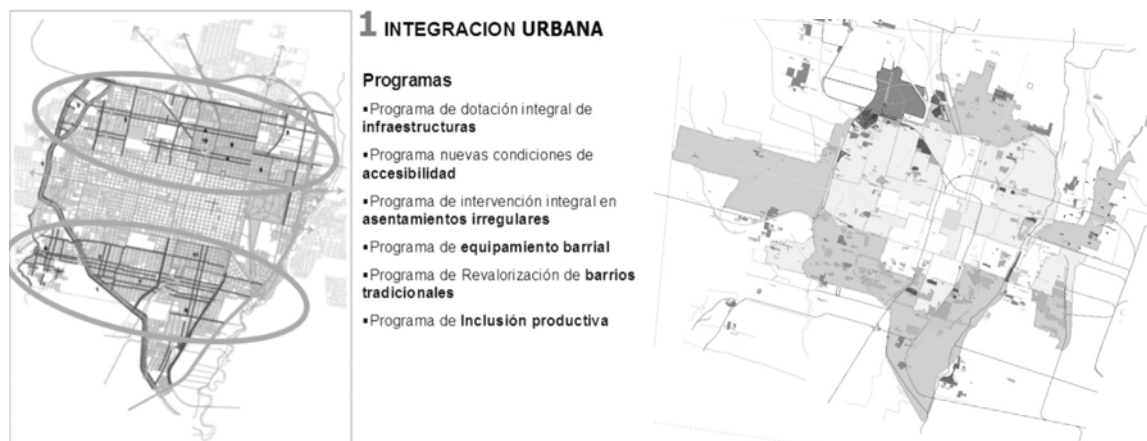 1 INTEGRACION URBANA
Programas
▪Programa de dotación integral de
infraestructuras
▪Programa nuevas condiciones de
accesibilidad
▪Programa de intervención integral en
asentamientos irregulares
▪Programa de equipamiento barrial
▪Programa de Revalorización de barrios
tradicionales
▪Programa de Inclusión productiva